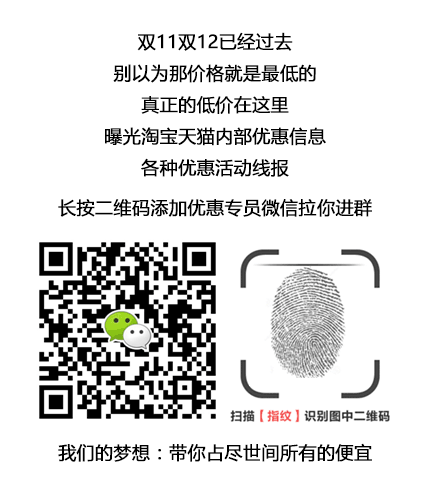 双11双12已经过去
别以为那价格就是最低的
真正的低价在这里
曝光淘宝天猫内部优惠信息
各种优惠活动线报
长按二维码添加优惠专员微信拉你进群
扫描【指纹】识别图中二维码
我们的梦想：带你占尽世间所有的便宜